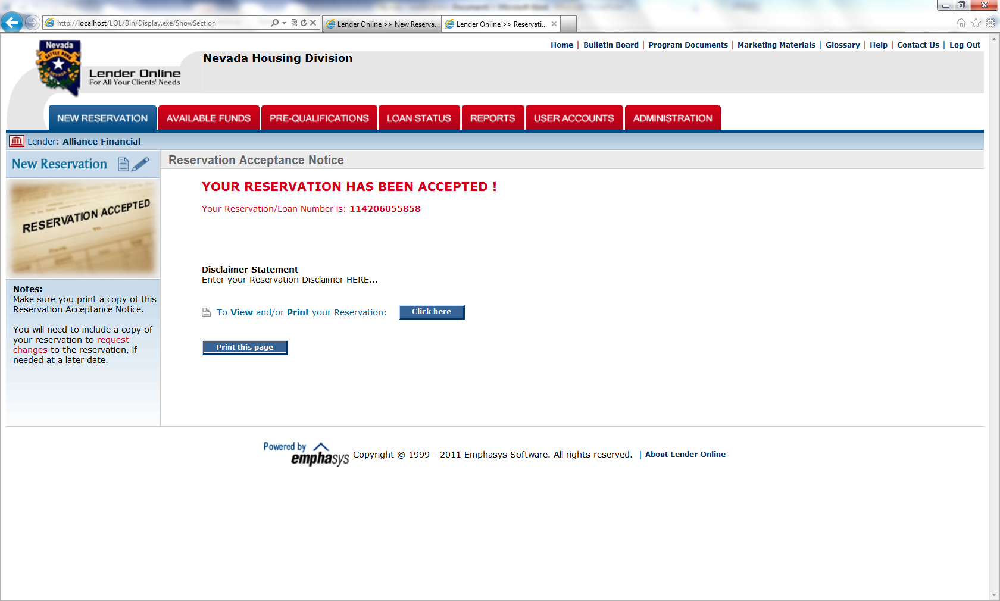 http://localhost/LOL/Bin/Display.exe/ShowSection
Lender Online >> New Reserva...
Lender Online >> Reservati...
Home | Bulletin Board | Program Documents | Marketing Materials | Glossary | Help | Contact Us | Log Out
Nevada
BATTLE BORN
NEVADA
Lender Online
For All Your Clients' Needs
Nevada Housing Division
NEW RESERVATION
AVAILABLE FUNDS
PRE-QUALIFICATIONS
LOAN STATUS
REPORTS
USER ACCOUNTS
ADMINISTRATION
Lender: Alliance Financial
New Reservation
RESERVATION ACCEPTED
TO
Notes:
Make sure you print a copy of this
Reservation Acceptance Notice.
You will need to include a copy of
your reservation to request
changes to the reservation, if
needed at a later date.
Reservation Acceptance Notice
YOUR RESERVATION HAS BEEN ACCEPTED !
Your Reservation/Loan Number is: 114206055858
Disclaimer Statement
Enter your Reservation Disclaimer HERE...
To View and/or Print your Reservation:
Click here
Print this page
Powered by
emphasys
Copyright © 1999 - 2011 Emphasys Software. All rights reserved. | About Lender Online